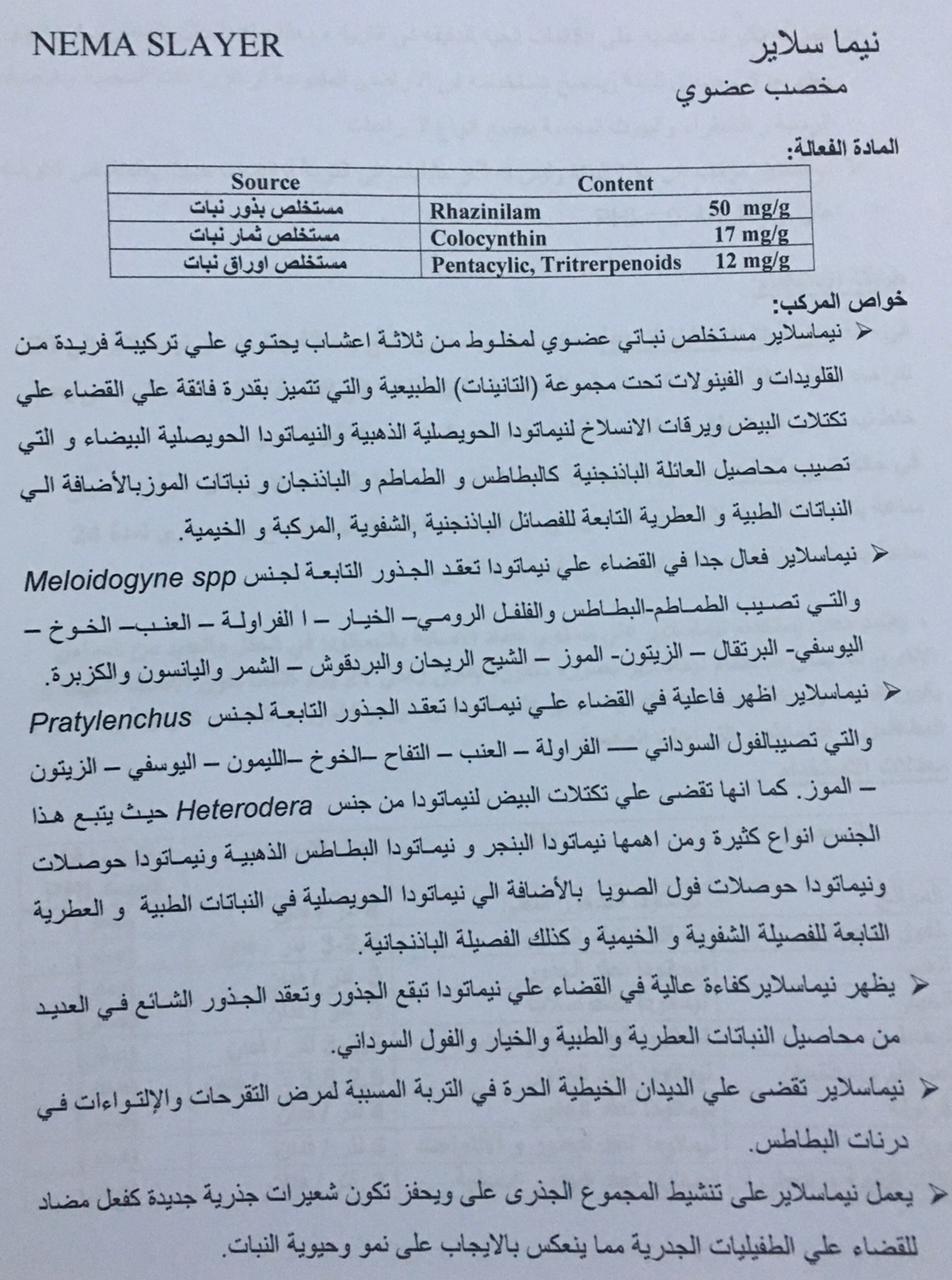 NEMA SLAYER
نيما سلاير
مخصب عضوي
المادة الفعالة:
Source Content
مستخلص بذور نبات Rhazinilam 50 mg/g
مستخلص ثمار نبات Colocynthin 17 mg/g
مستخلص اوراق نبات Pentacylic, Tritrerpenoids 12 mg/g
خواص المركب:
➢ نيماسلاير مستخلص نباتي عضوي لمخلوط من ثلاثة اعشاب يحتوي علي تركيبة فريدة من
القلويدات و الفينولات تحت مجموعة (التانينات) الطبيعية والتي تتميز بقدرة فائقة علي القضاء علي
تكتلات البيض ويرقات الانسلاخ لنيماتودا الحويصلية الذهبية والنيماتودا الحويصلية البيضاء و التي
تصيب محاصيل العائلة الباذنجنية كالبطاطس و الطماطم و الباذنجان و نباتات الموزبالأضافة الي
النباتات الطبية و العطرية التابعة للفصائل الباذنجنية ,الشفوية ,المركبة و الخيمية.
➢ نيماسلاير فعال جدا في القضاء علي نيماتودا تعقد الجذور التابعة لجنس Meloidogyne spp
والتي تصيب الطماطم-البطاطس والفلفل الرومي– الخيار – ا الفراولة – العنب– الخوخ –
اليوسفي- البرتقال – الزيتون- الموز – الشيح الريحان والبردقوش – الشمر واليانسون والكزبرة.
➢ نيماسلاير اظهر فاعلية في القضاء علي نيماتودا تعقد الجذور التابعة لجنس Pratylenchus
والتي تصيبالفول السوداني –– الفراولة – العنب – التفاح –الخوخ –الليمون – اليوسفي – الزيتون
– الموز. كما انها تقضى علي تكتلات البيض لنيماتودا من جنس Heterodera حيث يتبع هذا
الجنس انواع كثيرة ومن اهمها نيماتودا البنجر و نيماتودا البطاطس الذهبية ونيماتودا حوصلات
ونيماتودا حوصلات فول الصويا بالأضافة الي نيماتودا الحويصلية في النباتات الطبية و العطرية
التابعة للفصيلة الشفوية و الخيمية و كذلك الفصيلة الباذنجانية.
➢ يظهر نيماسلايركفاءة عالية في القضاء علي نيماتودا تبقع الجذور وتعقد الجذور الشائع في العديد
من محاصيل النباتات العطرية والطبية والخيار والفول السوداني.
➢ نيماسلاير تقضى علي الديدان الخيطية الحرة في التربة المسببة لمرض التقرحات والإلتواءات في
درنات البطاطس.
➢ يعمل نيماسلاير على تنشيط المجموع الجذرى على ويحفز تكون شعيرات جذرية جديدة كفعل مضاد
للقضاء علي الطفيليات الجدرية مما ينعكس بالايجاب على نمو وحيوية النبات.